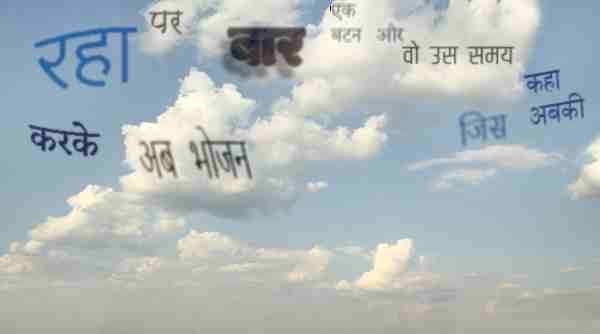 रहा
पर
बार
एक
बटन और
वो उस समय
कहा
जिस अबकी
करके
अब भोजन